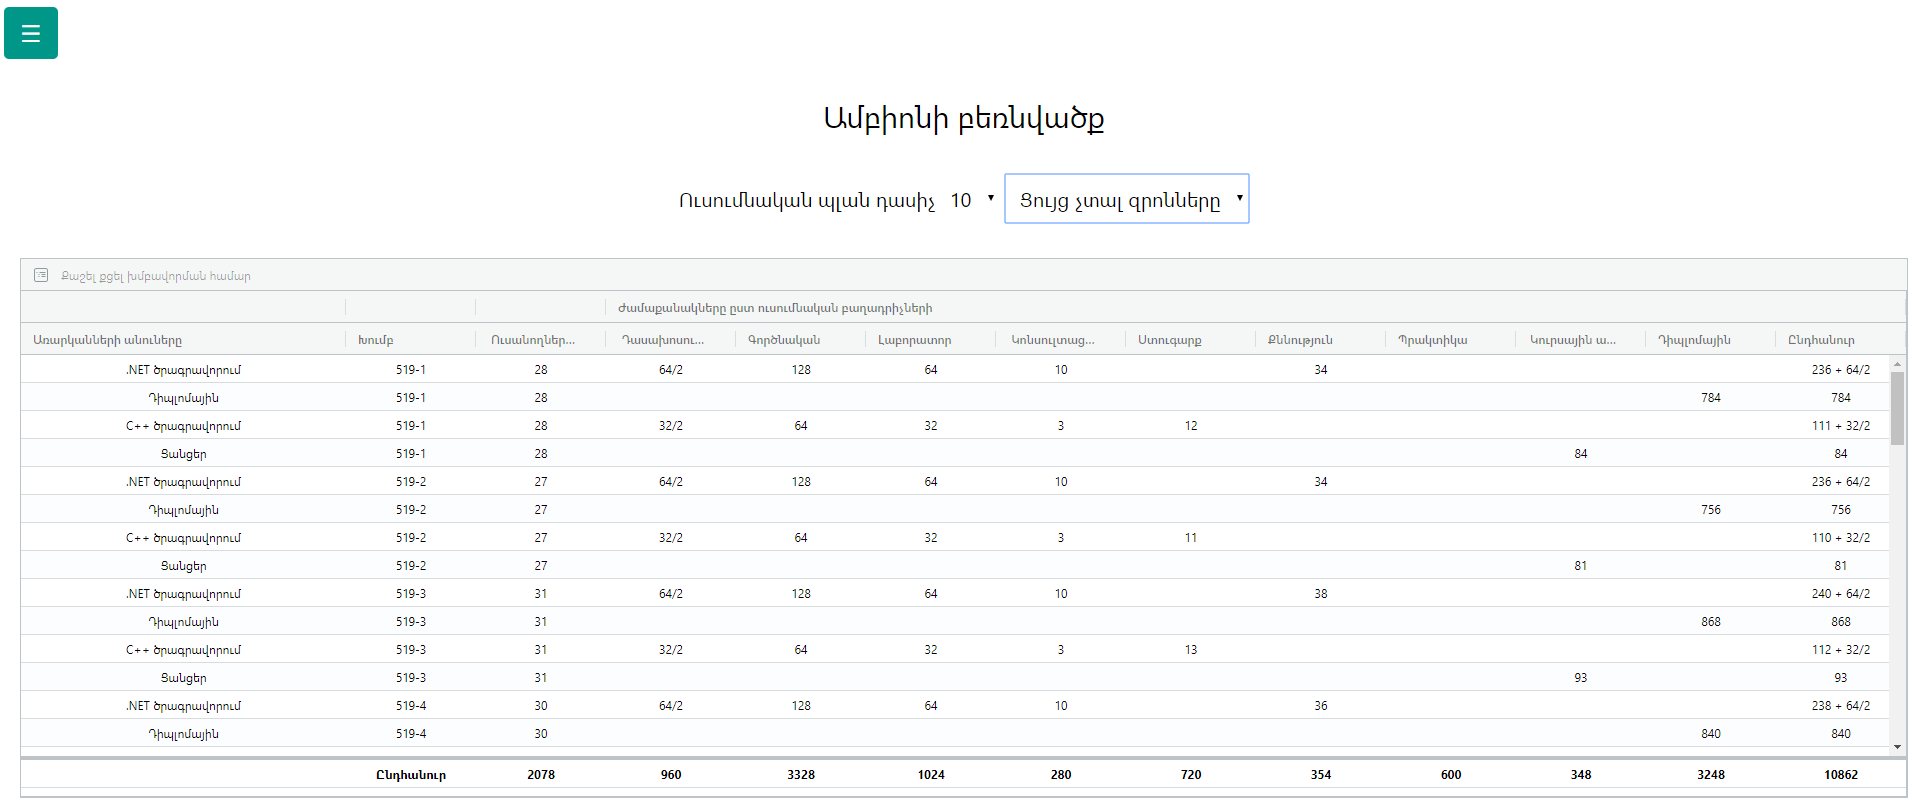 Ամբիոնի բեռնվածք
Ուսումնական պլան դասիչ 10 Ցույց չտալ զրոնները
Քաշել քցել խմբավորման համար
Ժամաքանակները ըստ ուսումնական բաղադրիչների
Առարկանների անուները Խումբ Ուսանողներ... Դասախոսու... Գործնական Լաբորատոր Կոնսուլտաց... Ստուգարք Քննություն Պրակտիկա Կուրսային ա... Դիպլոմային Ընդհանուր
.NET ծրագրավորում 519-1 28 64/2 128 64 10 34 236 + 64/2
Դիպլոմային 519-1 28 784 784
C++ ծրագրավորում 519-1 28 32/2 64 32 3 12 111 + 32/2
Ցանցեր 519-1 28 84 84
.NET ծրագրավորում 519-2 27 64/2 128 64 10 34 236 + 64/2
Դիպլոմային 519-2 27 756 756
C++ ծրագրավորում 519-2 27 32/2 64 32 3 11 110 + 32/2
Ցանցեր 519-2 27 81 81
.NET ծրագրավորում 519-3 31 64/2 128 64 10 38 240 + 64/2
Դիպլոմային 519-3 31 868 868
C++ ծրագրավորում 519-3 31 32/2 64 32 3 13 112 + 32/2
Ցանցեր 519-3 31 93 93
.NET ծրագրավորում 519-4 30 64/2 128 64 10 36 238 + 64/2
Դիպլոմային 519-4 30 840 840
Ընդհանուր 2078 960 3328 1024 280 720 354 600 348 3248 10862